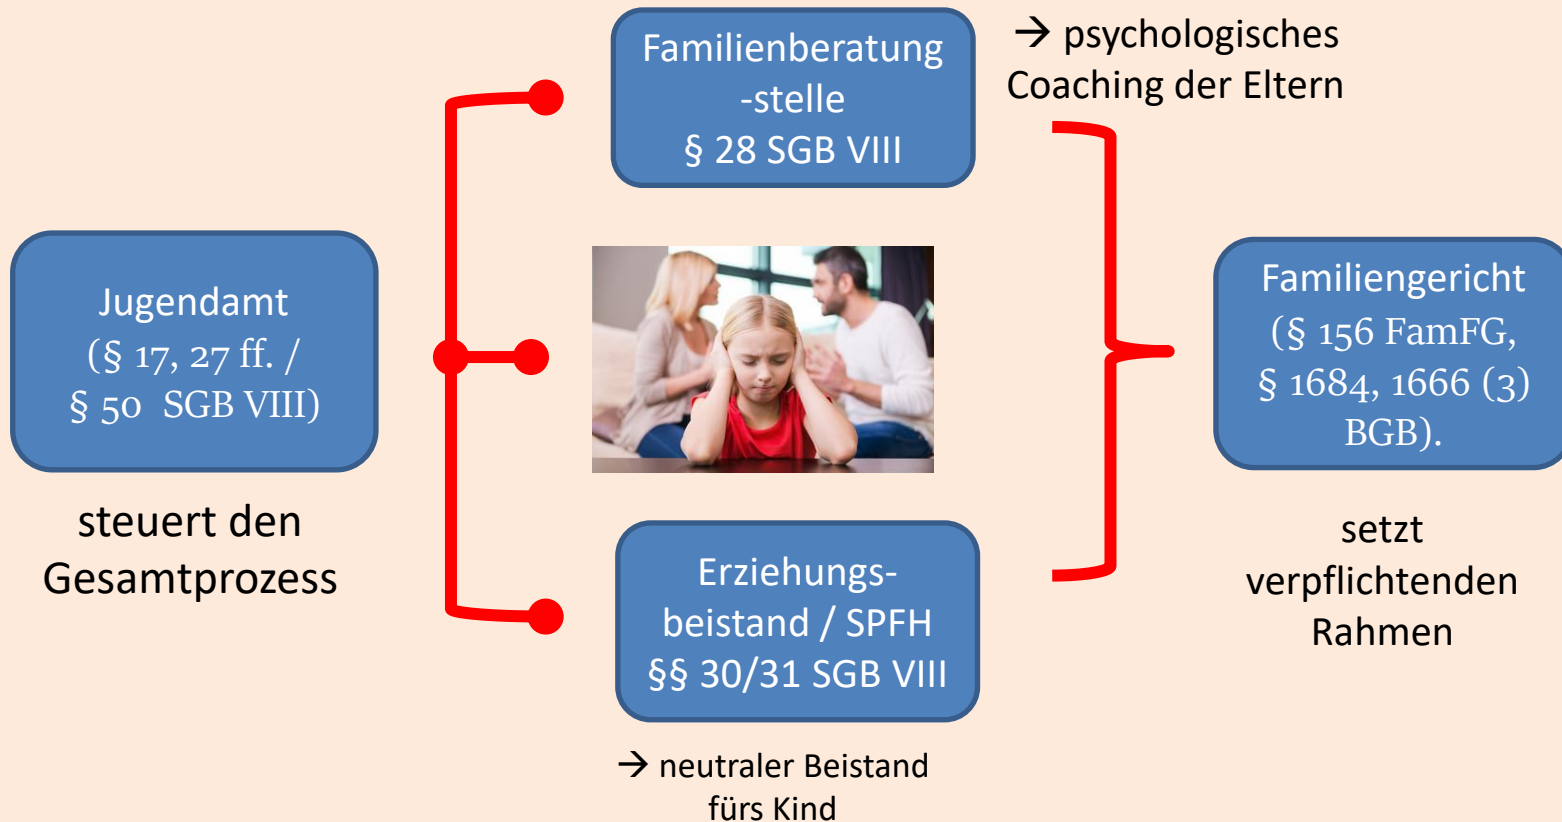 Familienberatung
-stelle
§ 28 SGB VIII
→ psychologisches
Coaching der Eltern
Jugendamt
(§ 17, 27 ff. /
§ 50 SGB VIII)
steuert den
Gesamtprozess
Familiengericht
(§ 156 FamFG,
§ 1684, 1666 (3)
BGB).
setzt
verpflichtenden
Rahmen
Erziehungs-
beistand / SPFH
§§ 30/31 SGB VIII
→ neutraler Beistand
fürs Kind